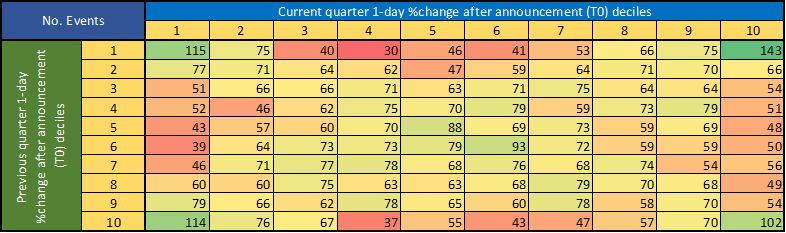 No. Events
Current quarter 1-day %change after announcement (T0) deciles
1 2 3 4 5 6 7 8 9 10
Previous quarter 1-day
%change after announcement
(T0) deciles
1 115 75 40 30 46 41 53 66 75 143
2 77 71 64 62 47 59 64 71 70 66
3 51 66 66 71 63 71 75 64 64 54
4 52 46 62 75 70 79 59 73 79 51
5 43 57 60 70 88 69 73 59 69 48
6 39 64 73 73 79 93 72 59 59 50
7 46 71 77 78 68 76 68 74 54 56
8 60 60 75 63 63 68 79 70 68 49
9 79 66 62 78 65 60 78 58 70 54
10 114 76 67 37 55 43 47 57 70 102